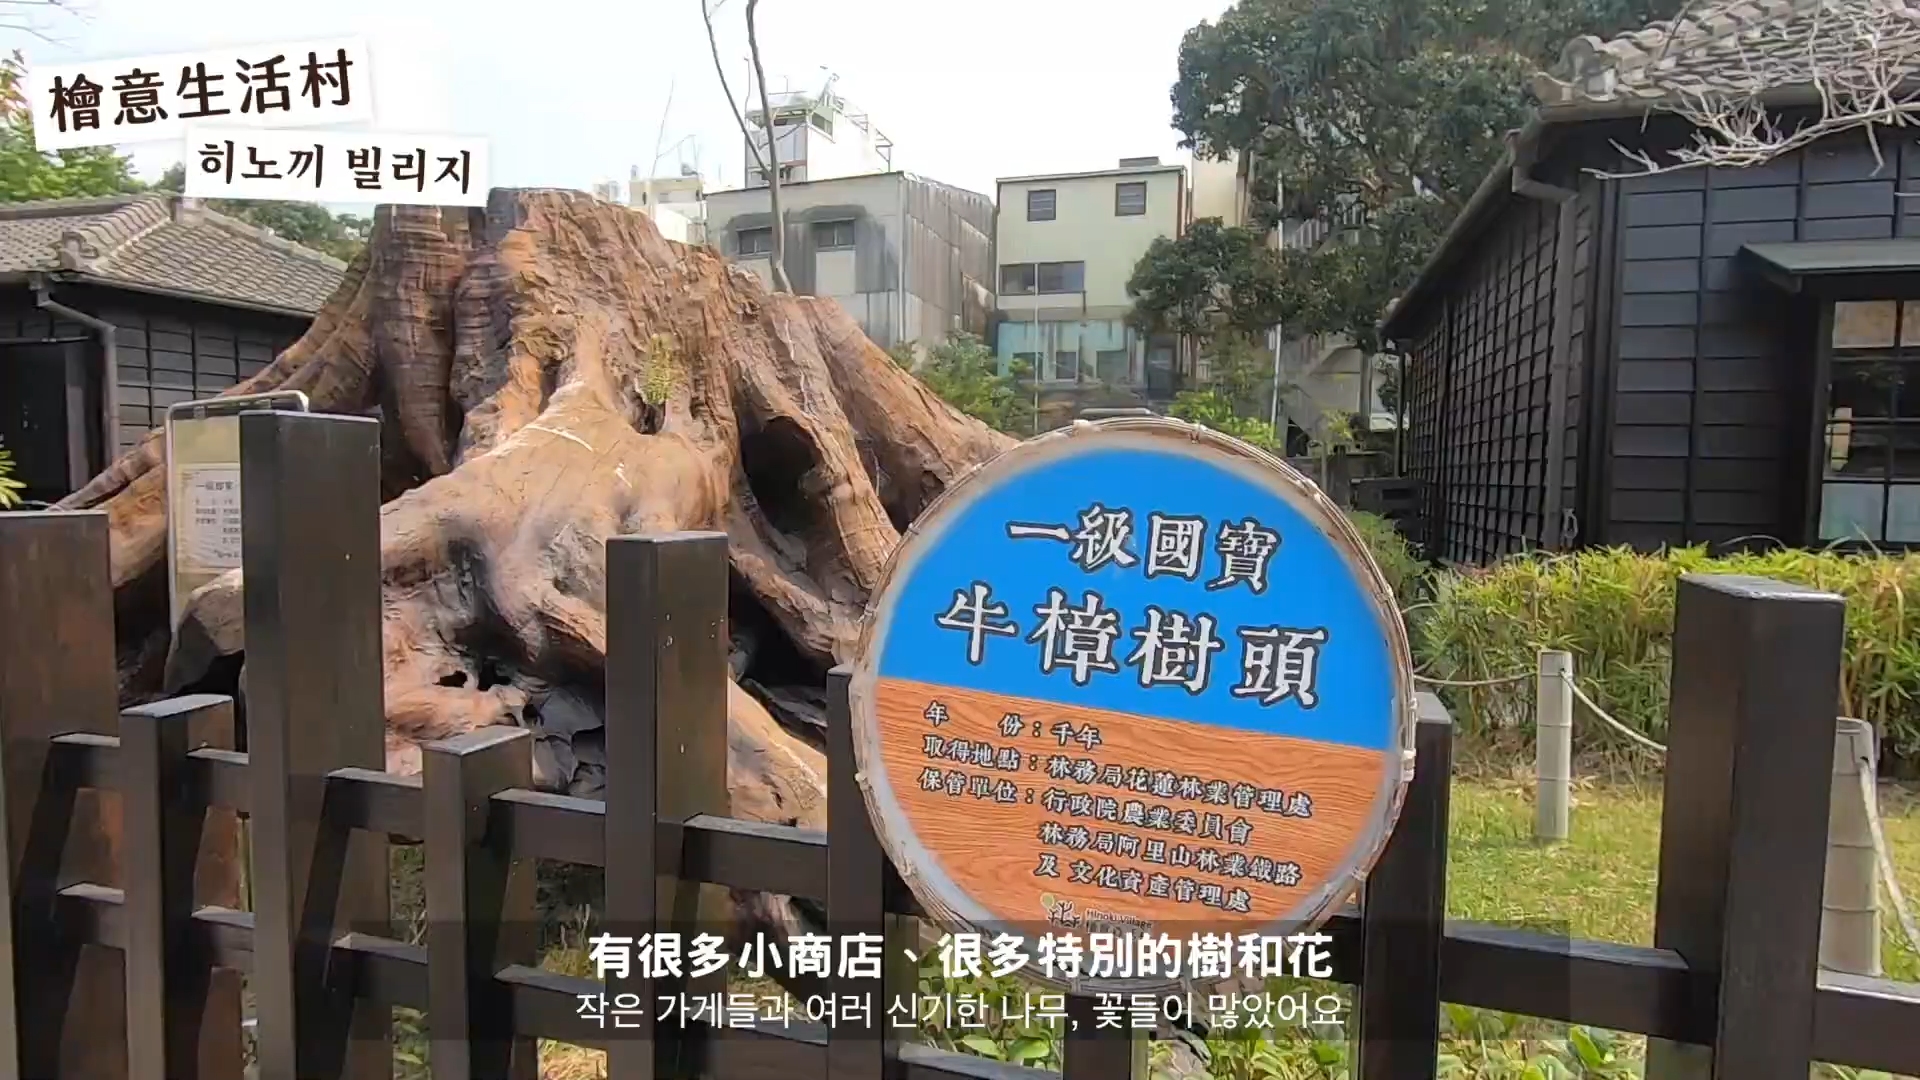 檜意生活村
히노끼 빌리지
一級國寶
牛樟樹頭
年　份：千年
取得地點：林務局花蓮林業管理處
保管單位：行政院農業委員會
林務局阿里山林業鐵路
及 文化資產管理處
Hinoki Village
有很多小商店、很多特別的樹和花
작은 가게들과 여러 신기한 나무, 꽃들이 많았어요